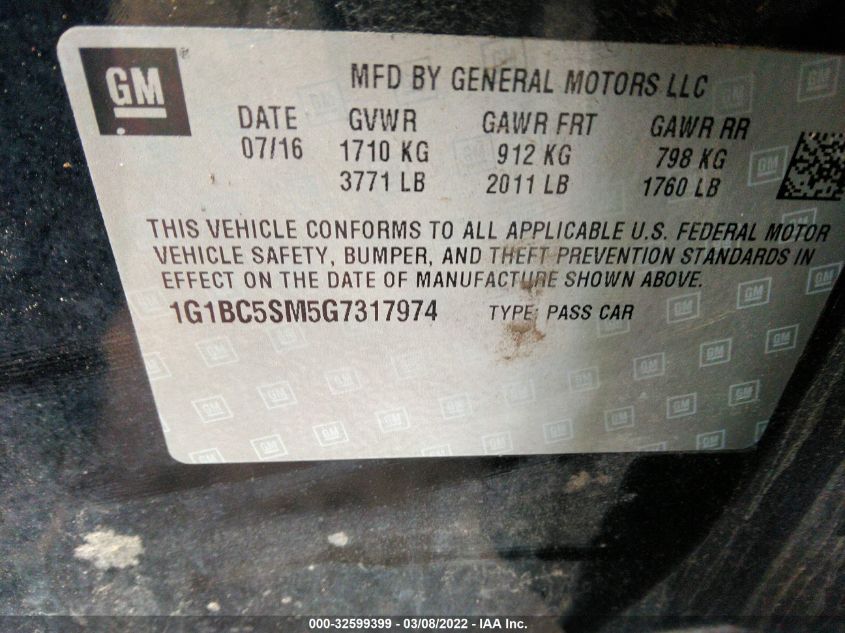 GM
MFD BY GENERAL MOTORS LLC
DATE GVWR GAWR FRT GAWR RR
07/16 1710 KG 912 KG 798 KG
3771 LB 2011 LB 1760 LB
THIS VEHICLE CONFORMS TO ALL APPLICABLE U.S. FEDERAL MOTOR
VEHICLE SAFETY, BUMPER, AND THEFT PREVENTION STANDARDS IN
EFFECT ON THE DATE OF MANUFACTURE SHOWN ABOVE.
1G1BC5SM5G7317974 TYPE: PASS CAR
000-32599399 - 03/08/2022 - IAA Inc.